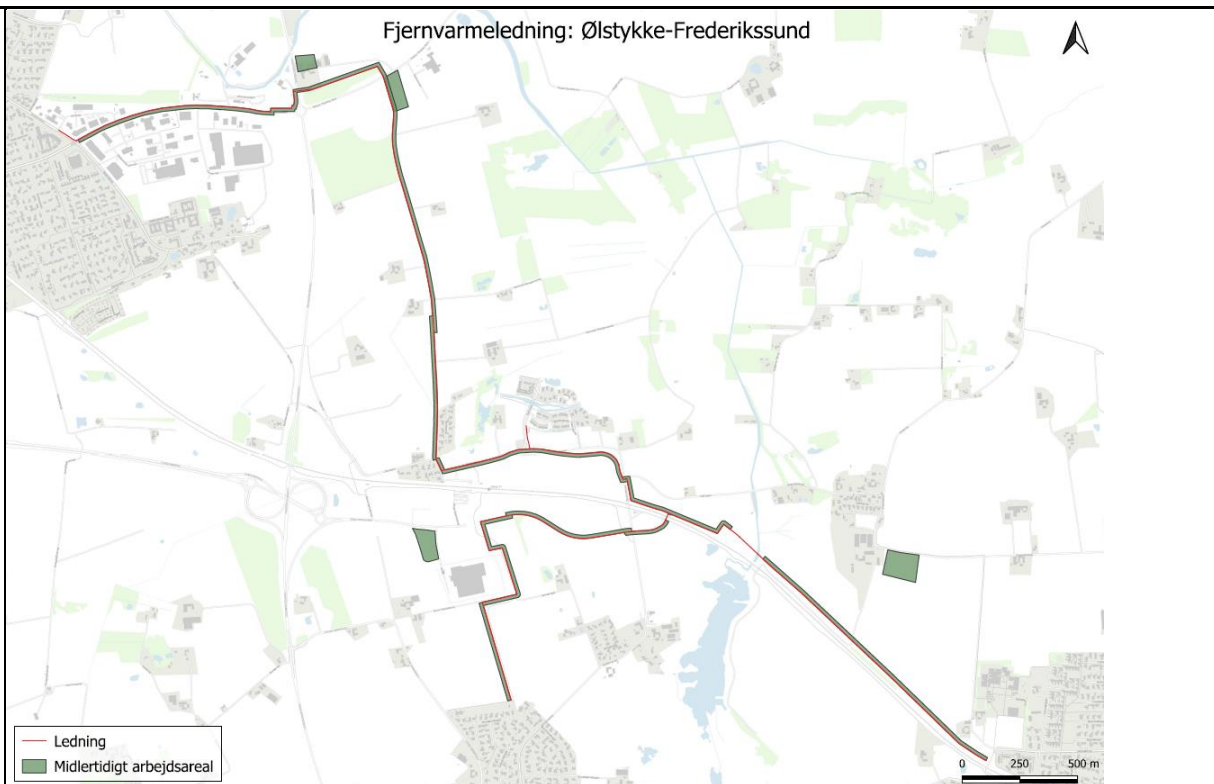 Fjernvarmeledning: Ølstykke-Frederikssund
Ledning
Midlertidigt arbejdsareal
0 250 500 m